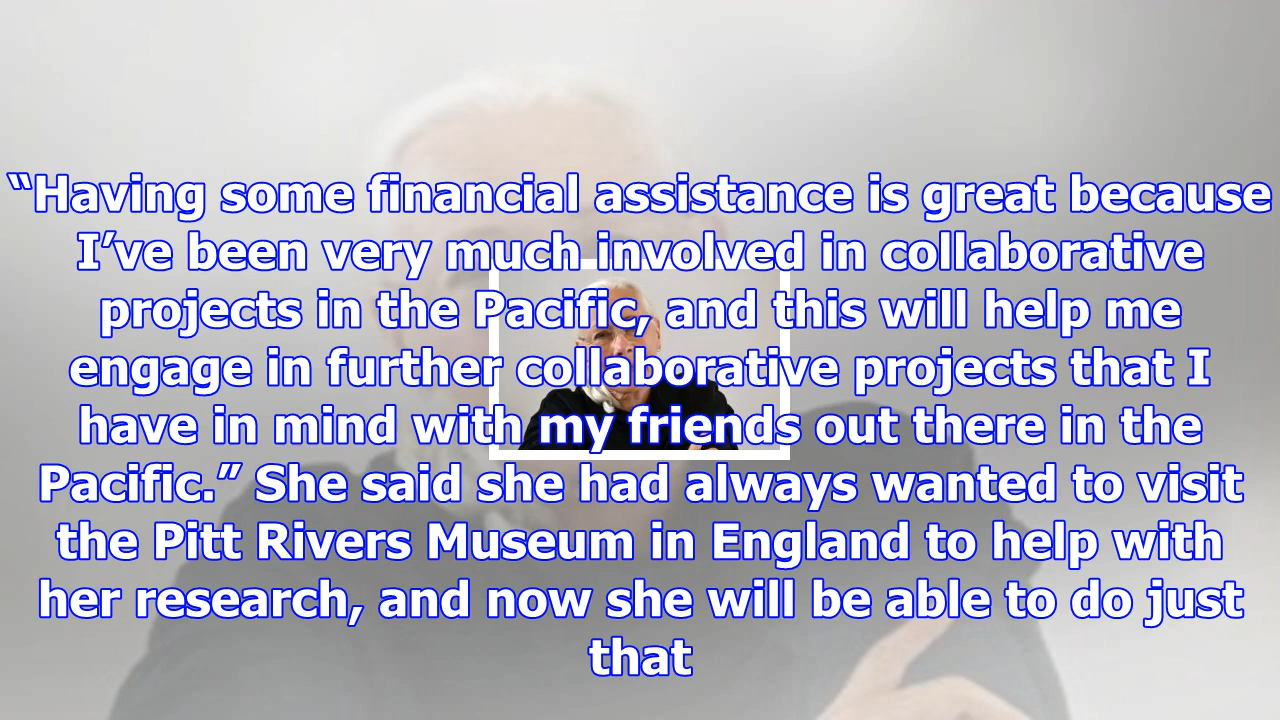 “Having some financial assistance is great because
I’ve been very much involved in collaborative
projects in the Pacific, and this will help me
engage in further collaborative projects that I
have in mind with my friends out there in the
Pacific.” She said she had always wanted to visit
the Pitt Rivers Museum in England to help with
her research, and now she will be able to do just
that